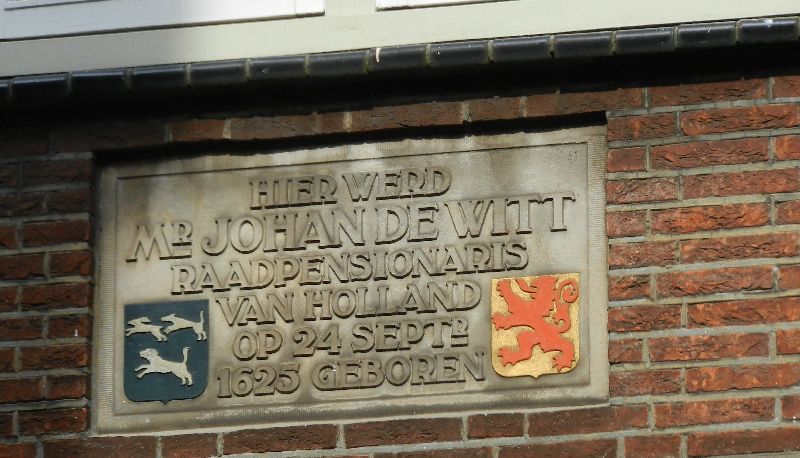 HIER WERD
MR JOHAN DE WITT
RAADPENSIONARIS
VAN HOLLAND
OP 24 SEPTR
1625 GEBOREN